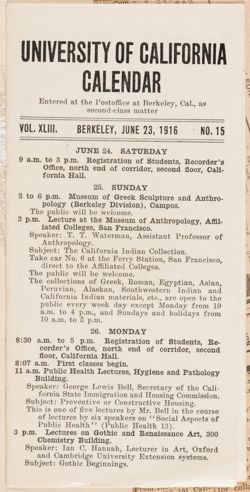 UNIVERSITY OF CALIFORNIA
CALENDAR
Entered at the Postoffice at Berkeley, Cal., as
second-class matter
VOL. XLIII. BERKELEY, JUNE 23, 1916 NO. 15
JUNE 24. SATURDAY
9 a.m. to 3 p.m. Registration of Students, Recorder's
Office, north end of corridor, second floor, Cali-
fornia Hall.
25. SUNDAY
2 to 6 p.m. Museum of Greek Sculpture and Anthro-
pology (Berkeley Division), Campus.
The public will be welcome.
3 p.m. Lecture at the Museum of Anthropology, Affil-
iated Colleges, San Francisco.
Speaker: T. T. Waterman, Assistant Professor of
Anthropology.
Subject: The California Indian Collection.
Take car No. 6 at the Ferry Station, San Francisco,
direct to the Affiliated Colleges.
The public will be welcome.
The collections of Greek, Roman, Egyptian, Asian,
Peruvian, Alaskan, Southwestern Indian and
California Indian materials, etc., are open to the
public every week day except Monday from 10
a.m. to 4 p.m., and Sundays and holidays from
10 a.m. to 5 p.m.
26. MONDAY
8:30 a.m. to 5 p.m. Registration of Students, Re-
corder's Office, north end of corridor, second
floor, California Hall.
8:07 a.m. First classes begin.
11 a.m. Public Health Lectures, Hygiene and Pathology
Building.
Speaker: George Lewis Bell, Secretary of the Cali-
fornia State Immigration and Housing Commission.
Subject: Preventive or Constructive Housing.
This is one of five lectures by Mr. Bell in the course
of lectures by six speakers on "Social Aspects of
Public Health" (Public Health 13).
3 p.m. Lectures on Gothic and Renaissance Art, 300
Chemistry Building.
Speaker: Ian C. Hannah, Lecturer in Art, Oxford
and Cambridge University Extension systems.
Subject: Gothic Beginnings.